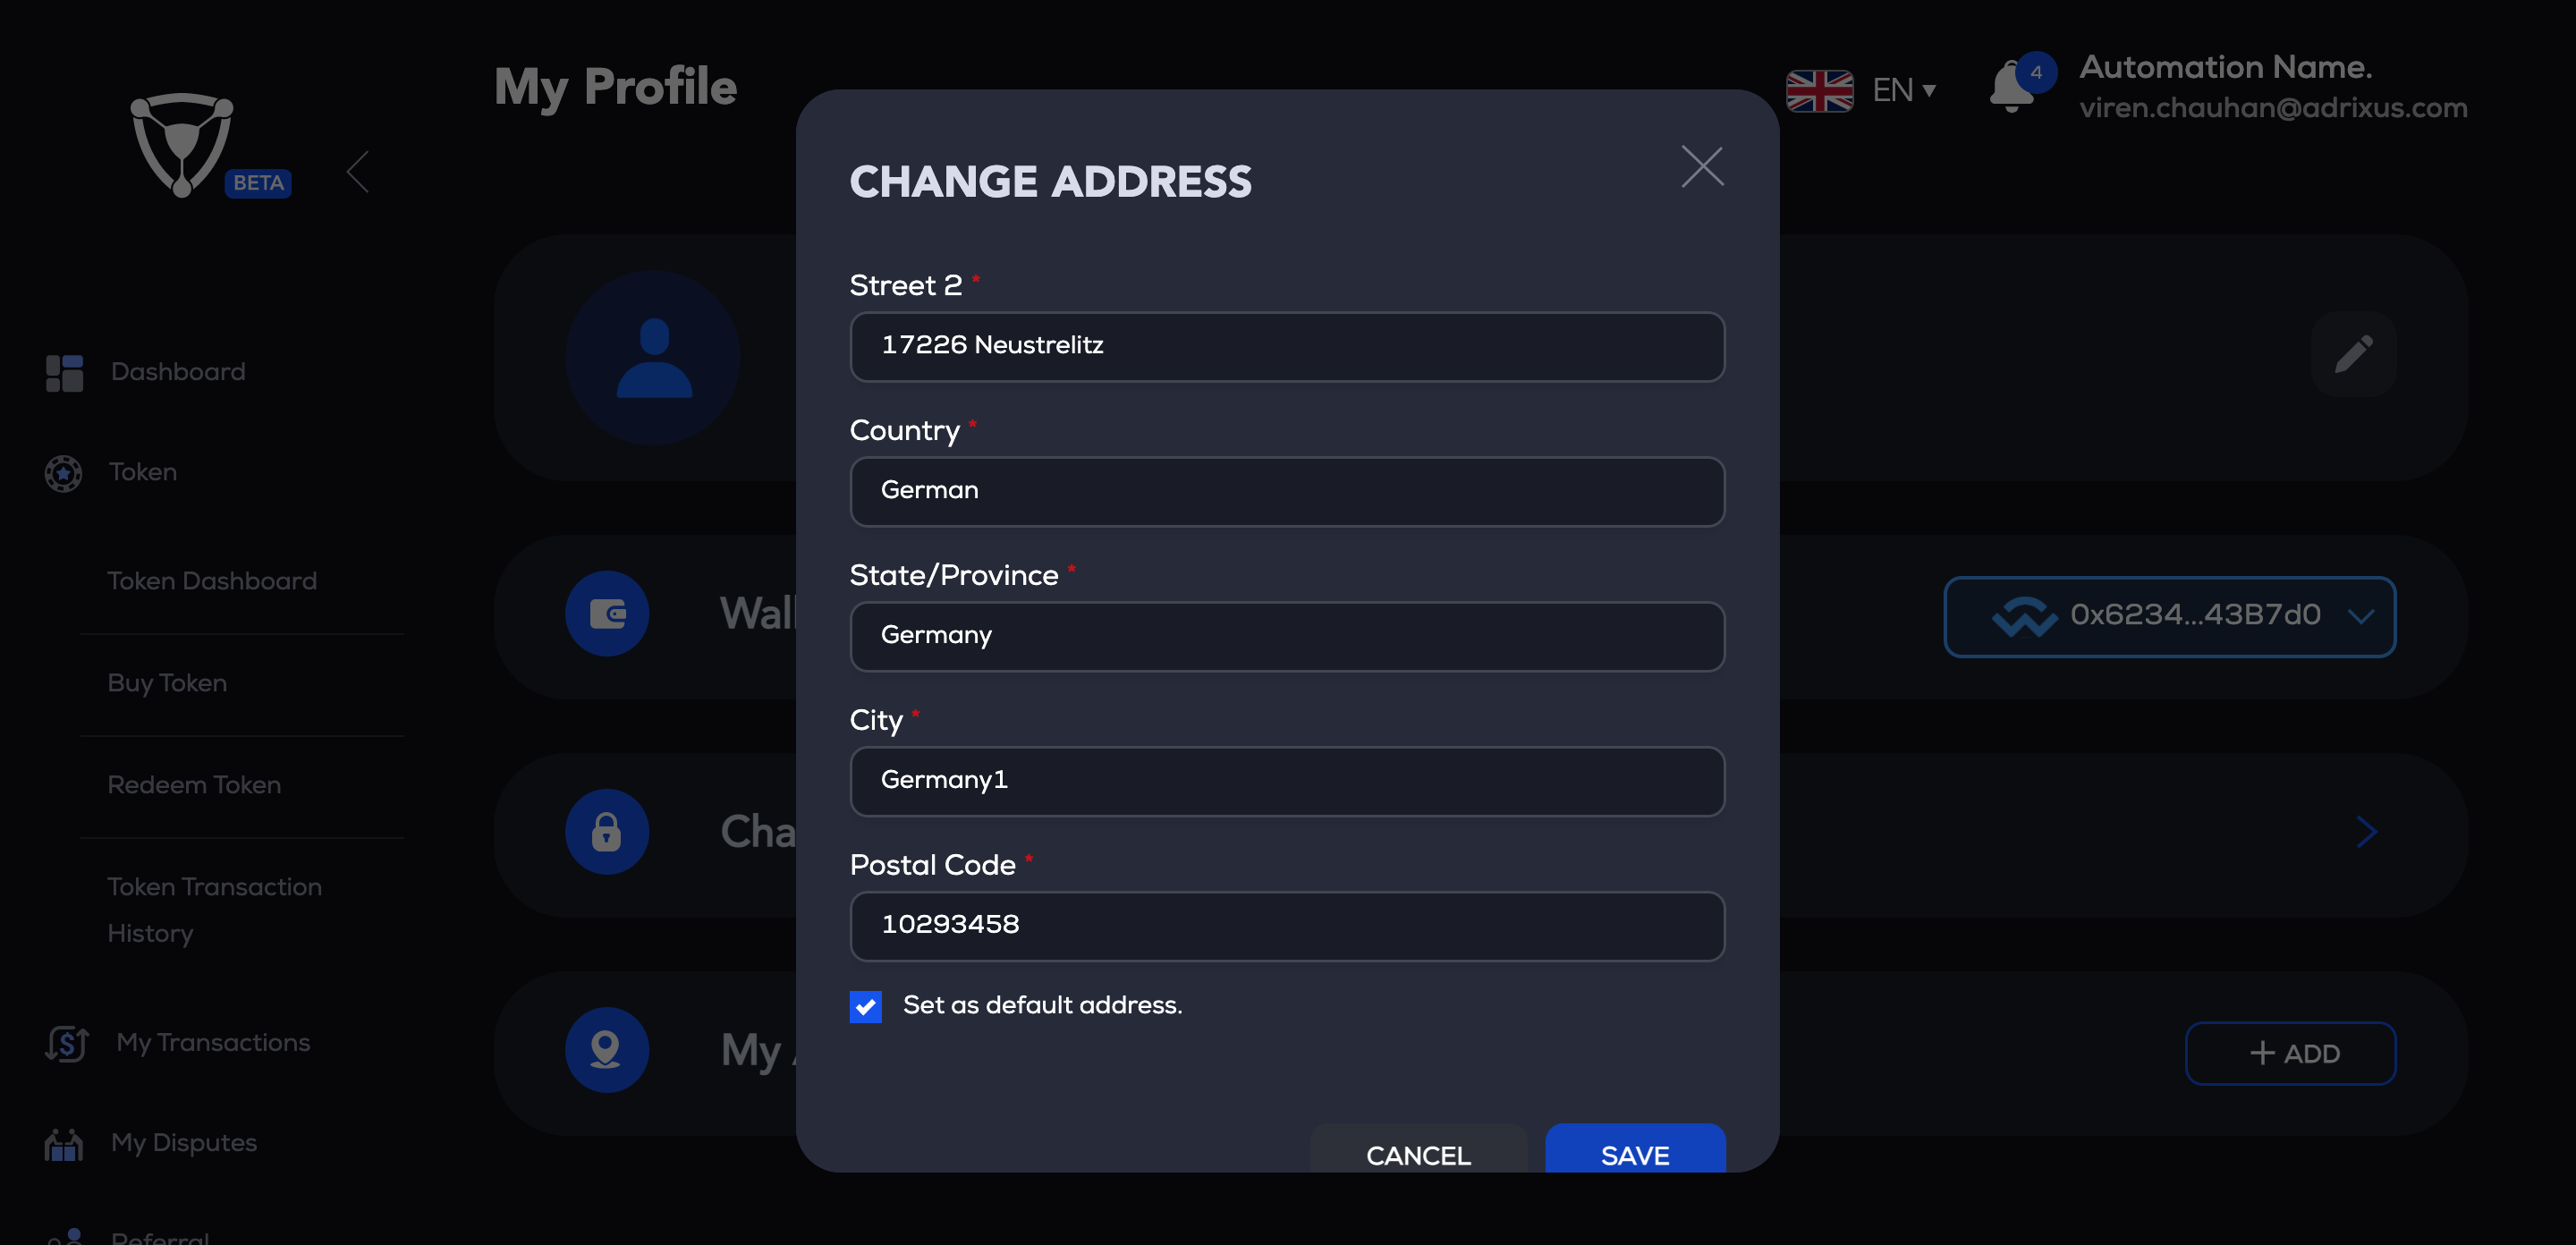 My Profile
EN
4
Automation Name.
viren.chauhan@adrixus.com
BETA
Dashboard
Token
Token Dashboard
Buy Token
Redeem Token
Token Transaction
History
My Transactions
My Disputes
Referral
CHANGE ADDRESS
Street 2 *
17226 Neustrelitz
Country *
German
State/Province *
Germany
City *
Germany1
Postal Code *
10293458
Set as default address.
CANCEL
SAVE
Wall
0x6234...43B7d0
Cha
My
+ ADD